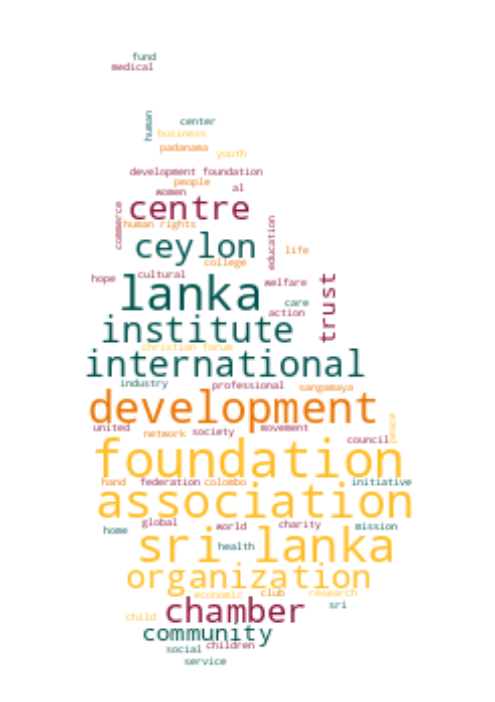 fund
medical
human
center
business
padanama
youth
development foundation
people
women
al
commerce
centre
human rights
education
ceylon
life
college
hope
cultural
welfare
lanka
trust
care
action
institute
christian forum
international
industry
professional
sangamaya
development
peace
united
network
society
movement
council
foundation
hand
federation
colombo
initiative
association
home
global
world
charity
mission
sri lanka
health
organization
economic
club
research
child
chamber
sri
community
social
children
service